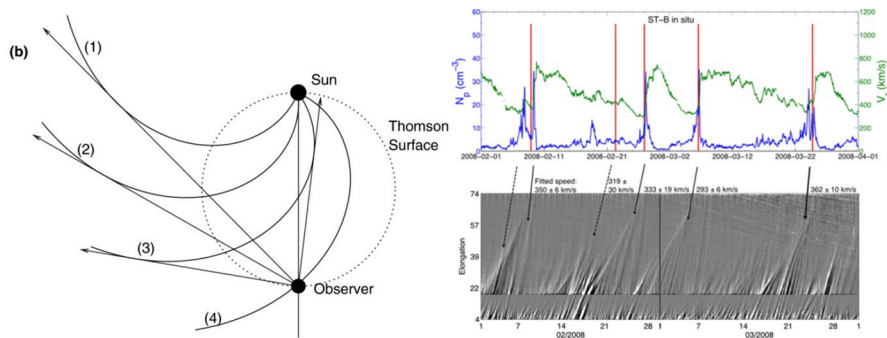 (b)
(1)
(2)
(3)
(4)
Sun
Thomson
Surface
Observer
ST-B in situ
60
50
40
30
20
10
0
N_p (cm^-3)
1200
1000
800
600
400
200
0
(km/s)
2008-02-01
2008-02-11
2008-02-21
2008-03-02
2008-03-12
2008-03-22
2008-04-01
Fitted speed:
350 ± 6 km/s
319 ±
30 km/s
333 ± 19 km/s
293 ± 6 km/s
362 ± 10 km/s
74
57
39
22
4
Elongation
1 7 14 21 28 1 7 14 21 28 1
02/2008 03/2008